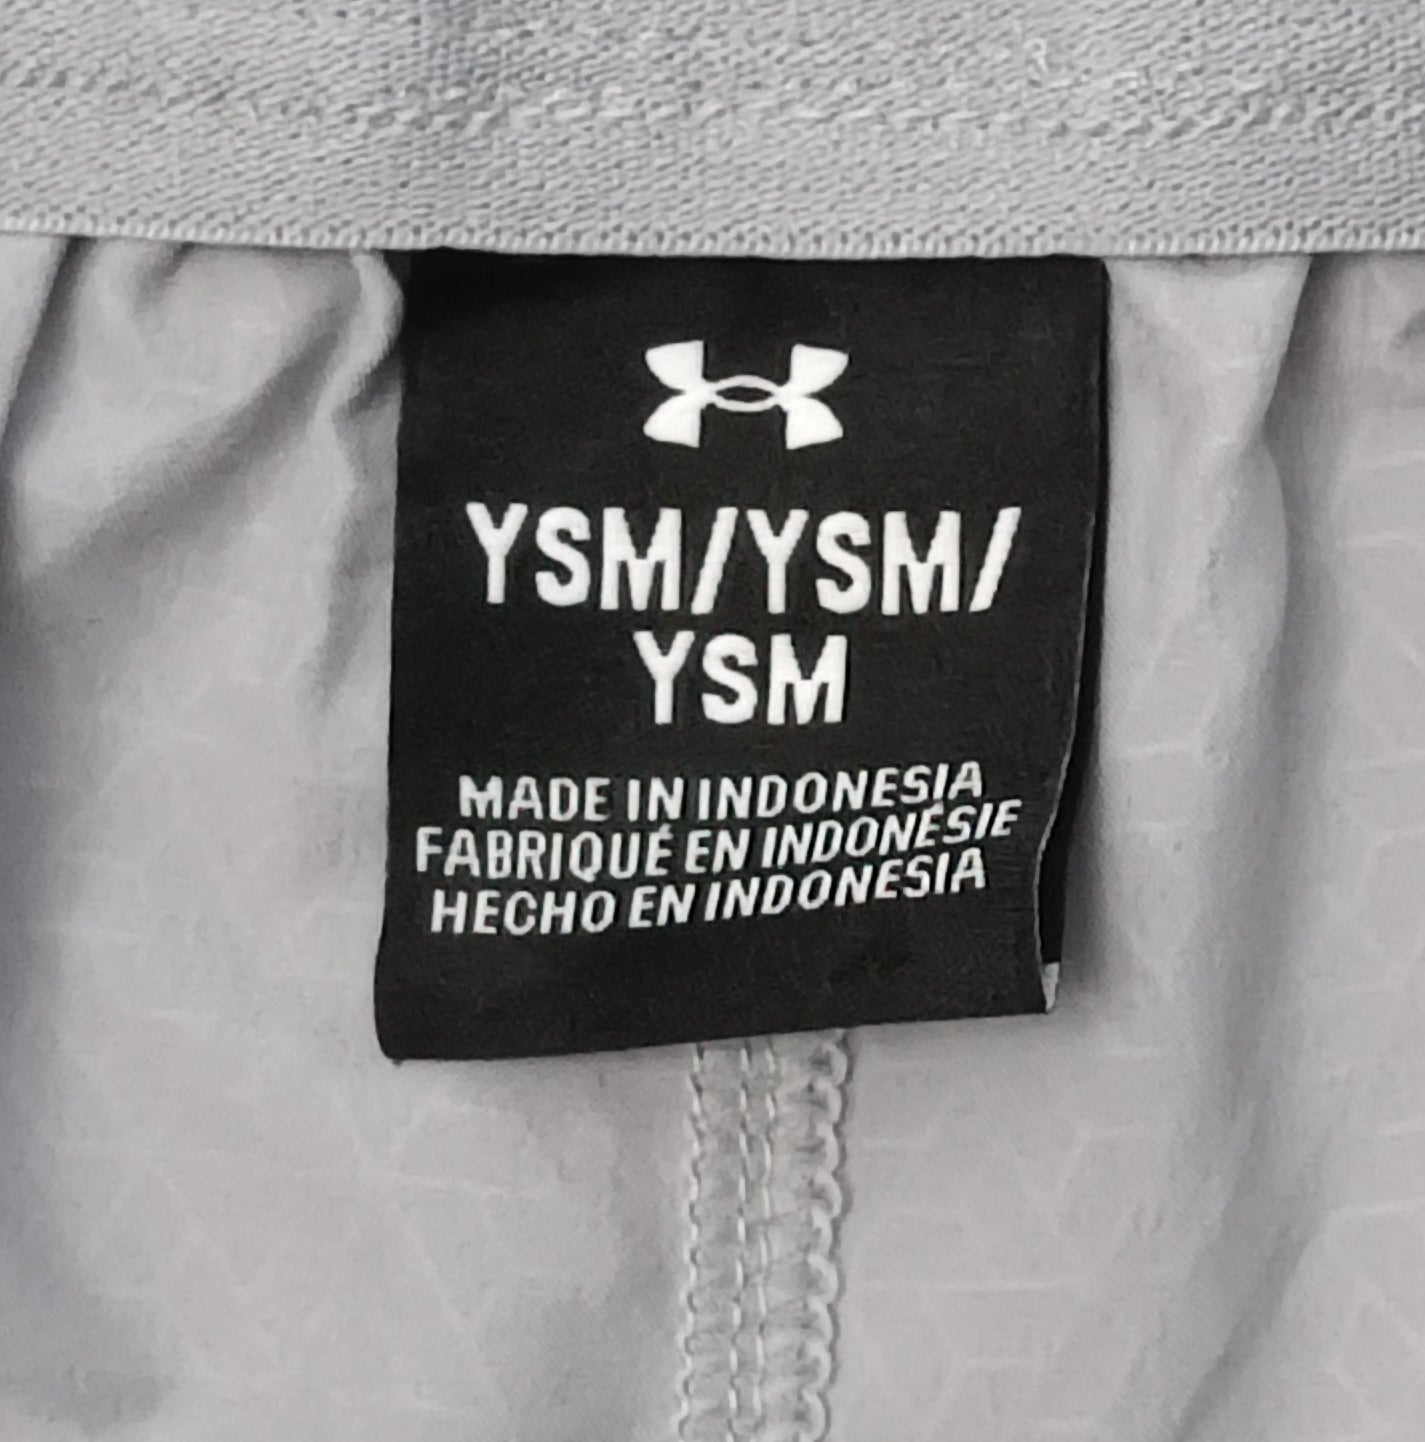 YSM/YSM/
YSM
MADE IN INDONESIA
FABRIQUÉ EN INDONÉSIE
HECHO EN INDONESIA